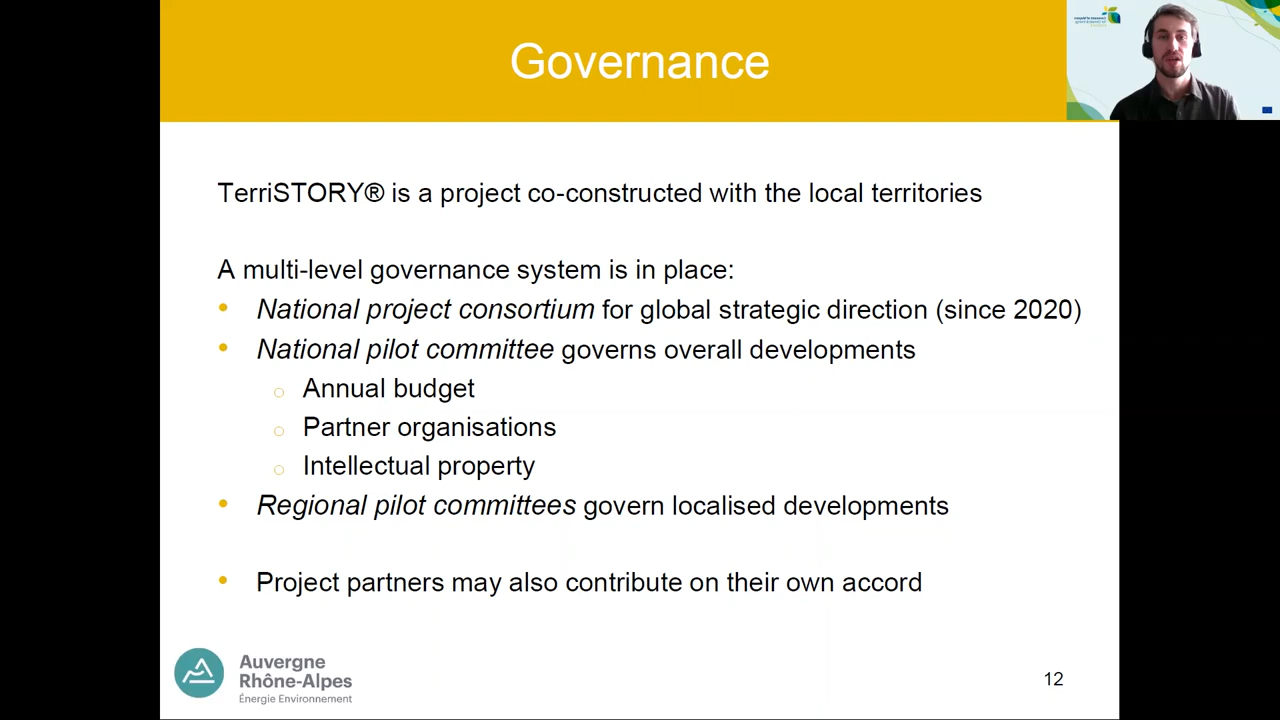 Governance
TerriSTORY® is a project co-constructed with the local territories
A multi-level governance system is in place:
• National project consortium for global strategic direction (since 2020)
• National pilot committee governs overall developments
○ Annual budget
○ Partner organisations
○ Intellectual property
• Regional pilot committees govern localised developments
• Project partners may also contribute on their own accord
Auvergne
Rhône-Alpes
Énergie Environnement
12